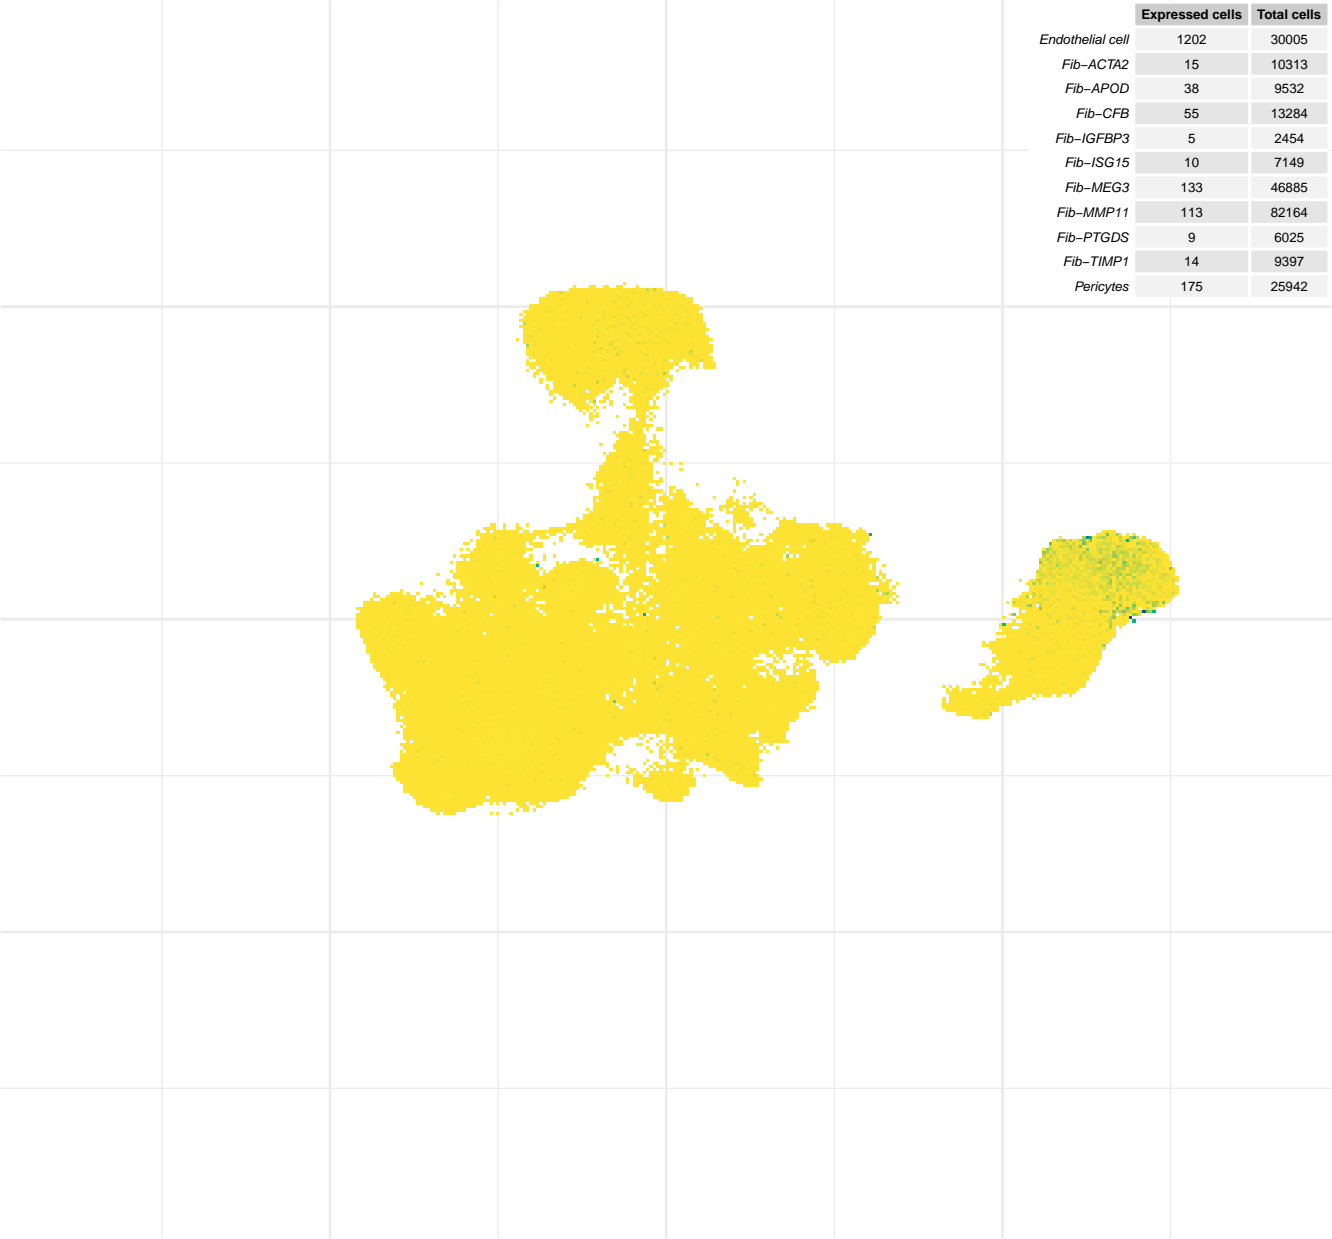 Expressed cells Total cells
Endothelial cell 1202 30005
Fib−ACTA2 15 10313
Fib−APOD 38 9532
Fib−CFB 55 13284
Fib−IGFBP3 5 2454
Fib−ISG15 10 7149
Fib−MEG3 133 46885
Fib−MMP11 113 82164
Fib−PTGDS 9 6025
Fib−TIMP1 14 9397
Pericytes 175 25942